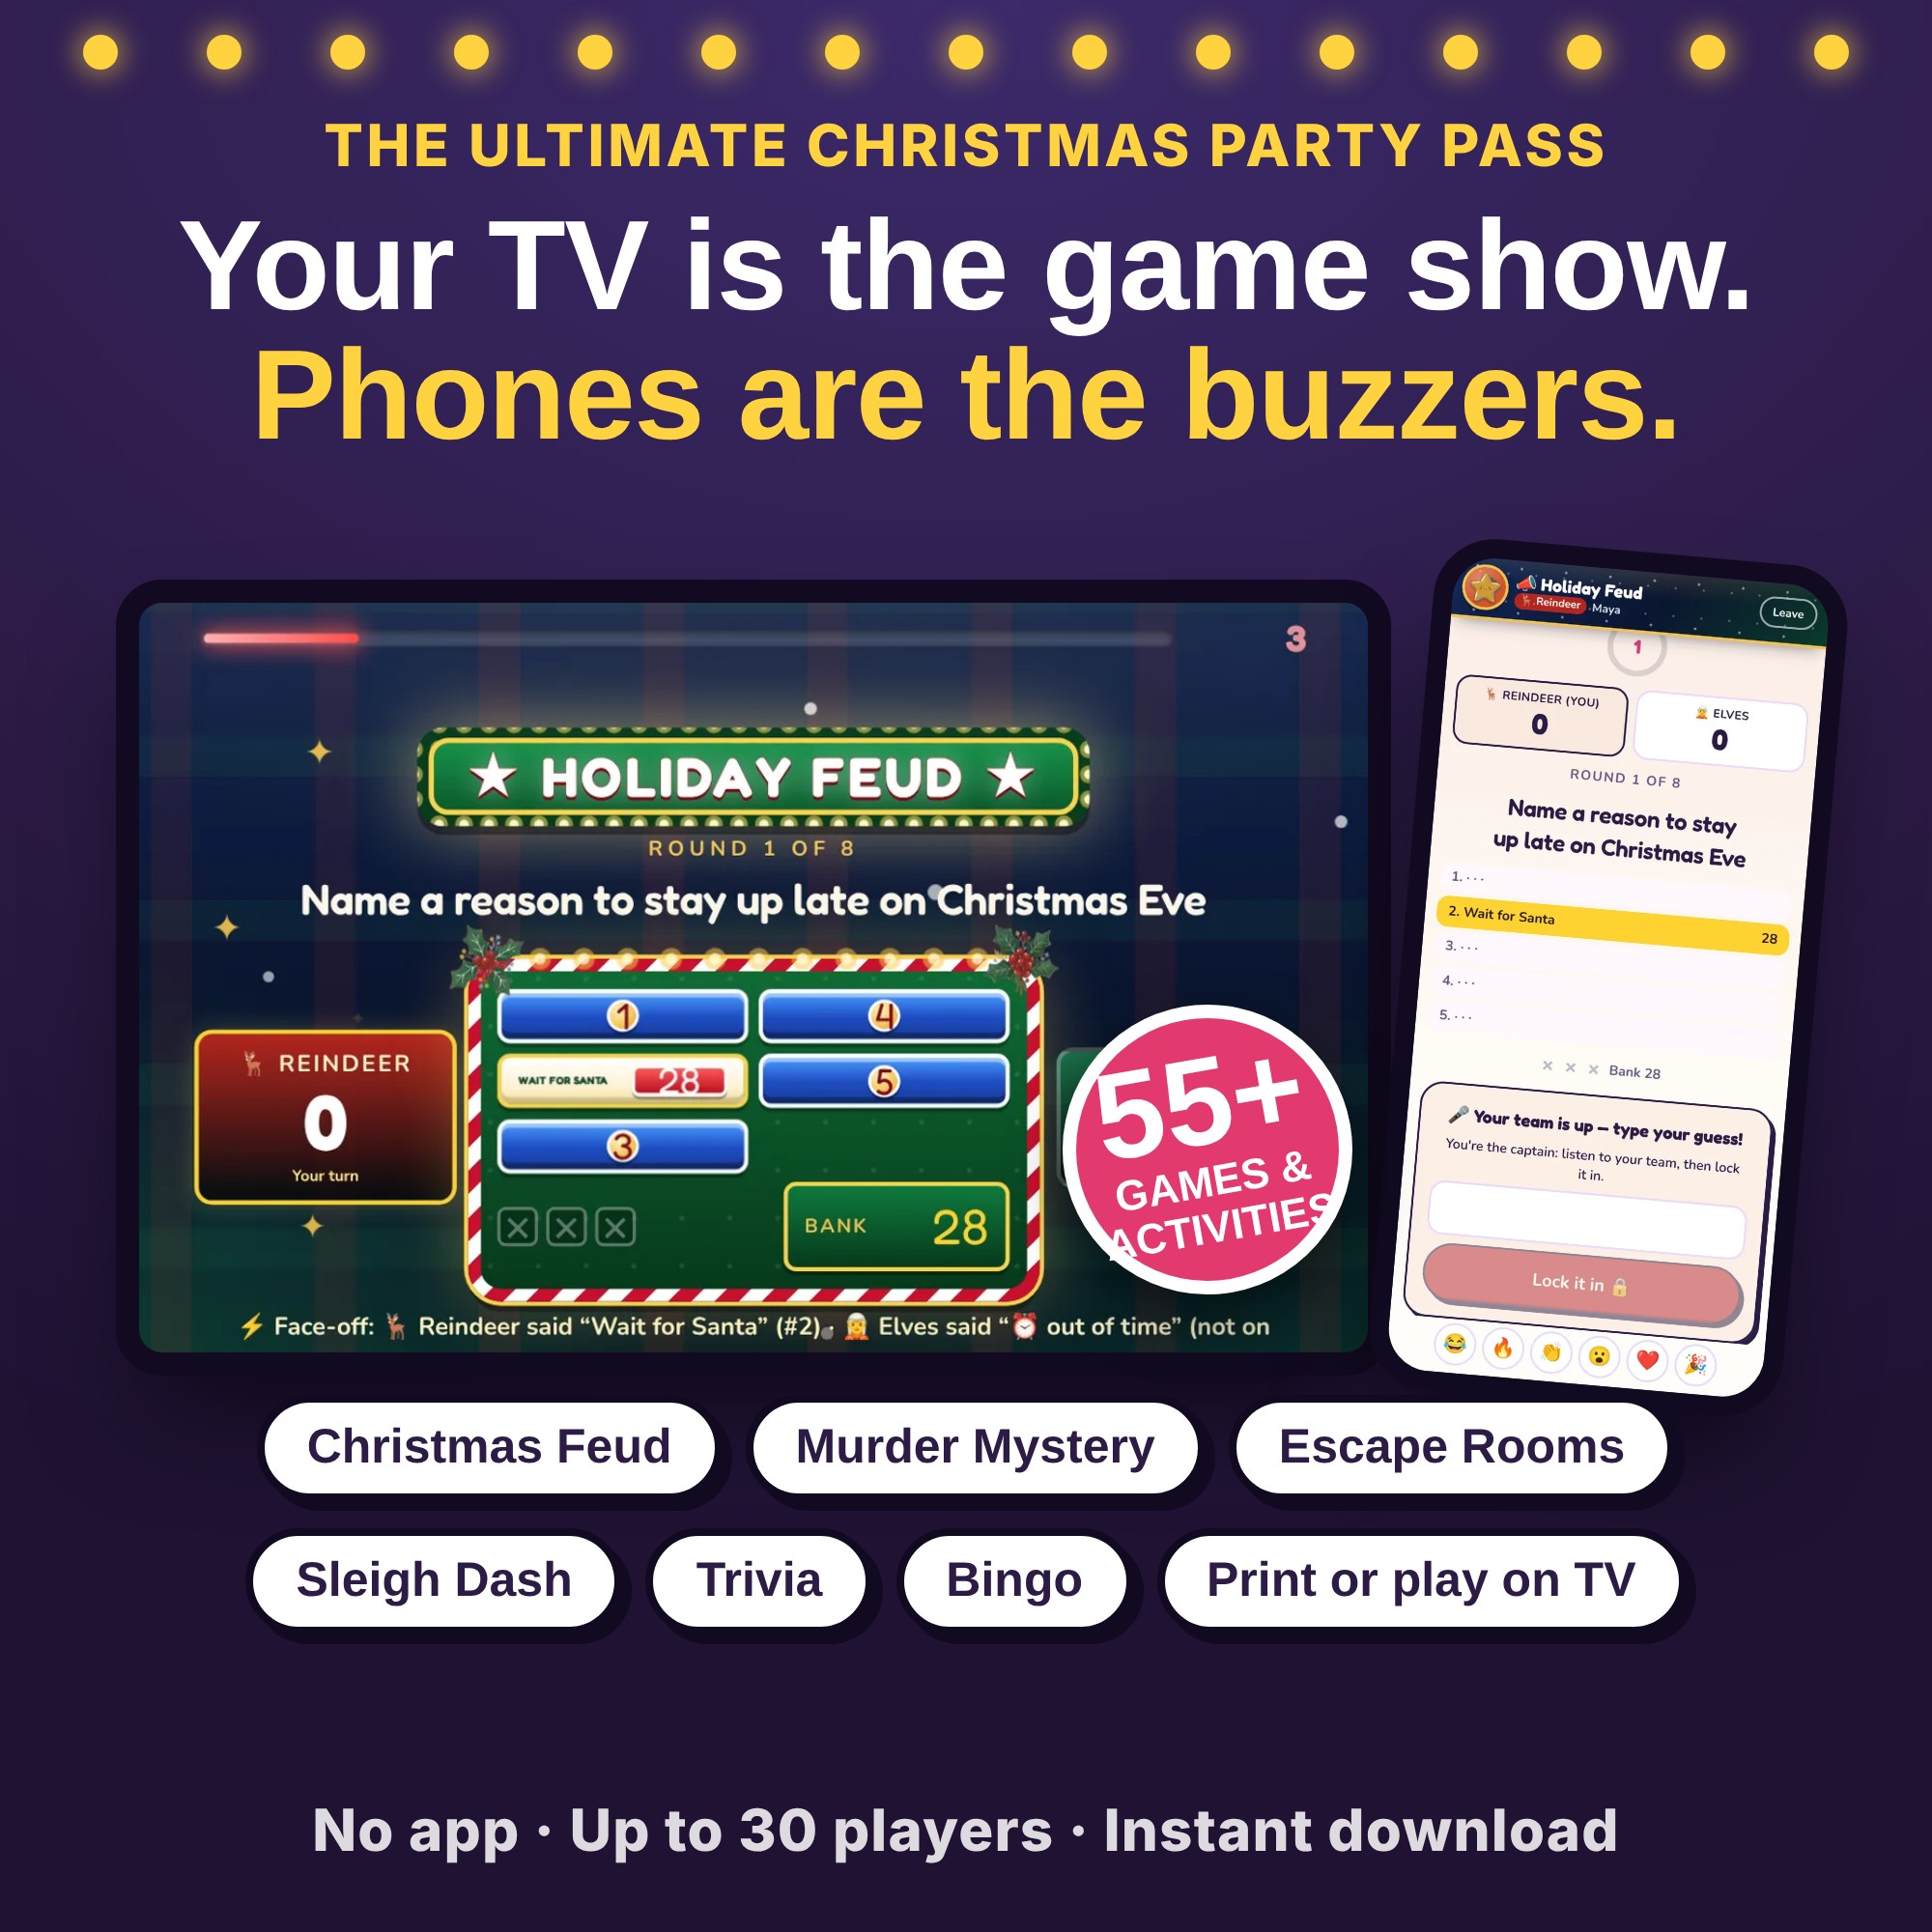 THE ULTIMATE CHRISTMAS PARTY PASS
Your TV is the game show.
Phones are the buzzers.
3
★ HOLIDAY FEUD ★
ROUND 1 OF 8
Name a reason to stay up late on Christmas Eve
REINDEER
0
Your turn
1
4
WAIT FOR SANTA 28
5
3
BANK 28
⚡ Face-off: 🦌 Reindeer said “Wait for Santa” (#2) · 🧝 Elves said “⏰ out of time” (not on
55+
GAMES &
ACTIVITIES
📣 Holiday Feud
🦌 Reindeer · Maya
Leave
1
🦌 REINDEER (YOU)
0
🧝 ELVES
0
ROUND 1 OF 8
Name a reason to stay
up late on Christmas Eve
1. · · ·
2. Wait for Santa 28
3. · · ·
4. · · ·
5. · · ·
✕ ✕ ✕ Bank 28
🎤 Your team is up – type your guess!
You're the captain: listen to your team, then lock
it in.
Lock it in 🔒
Christmas Feud
Murder Mystery
Escape Rooms
Sleigh Dash
Trivia
Bingo
Print or play on TV
No app · Up to 30 players · Instant download